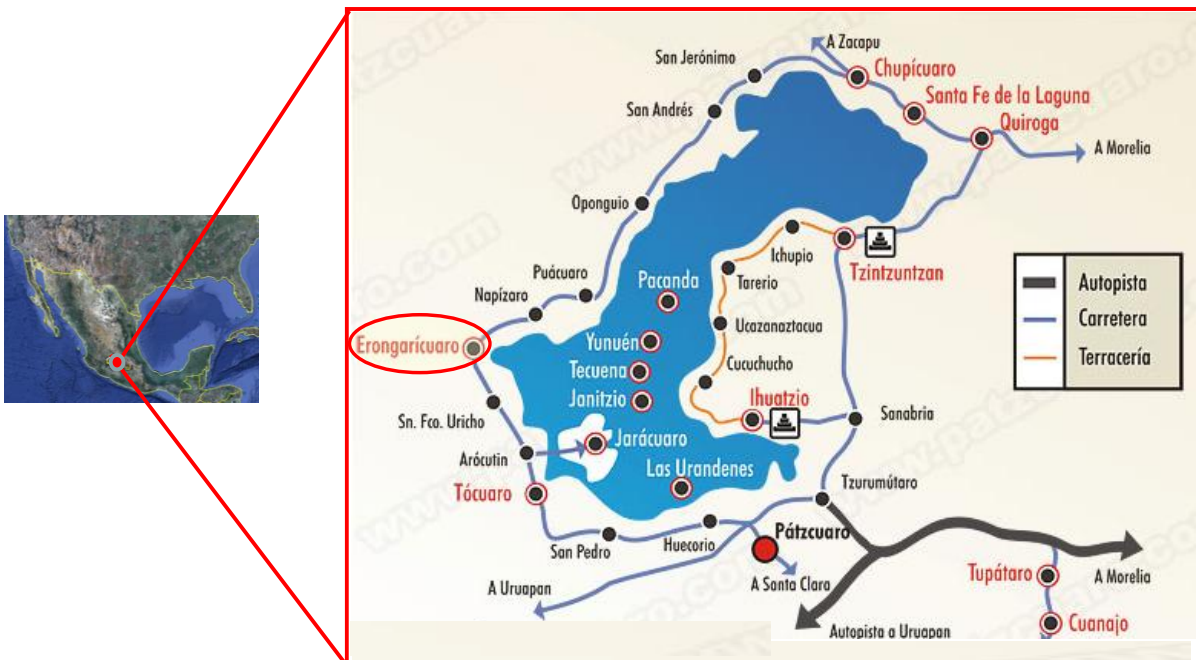 A Zacapu
San Jerónimo
Chupícuaro
Santa Fe de la Laguna
San Andrés
Quiroga
A Morelia
Oponguio
Ichupio
Tzintzuntzan
Puácuaro
Pacanda
Tarerio
Autopista
Napízaro
Carretera
Ucazanaztacua
Erongarícuaro
Yunuén
Terracería
Cucuchucho
Tecuena
Janitzio
Ihuatzio
Sn. Fco. Uricho
Sanabria
Jarácuaro
Arócutin
Las Urandenes
Tzurumútaro
Tócuaro
Pátzcuaro
San Pedro
Huecorio
A Uruapan
A Santa Clara
Tupátaro
A Morelia
Cuanajo
Autopista a Uruapan